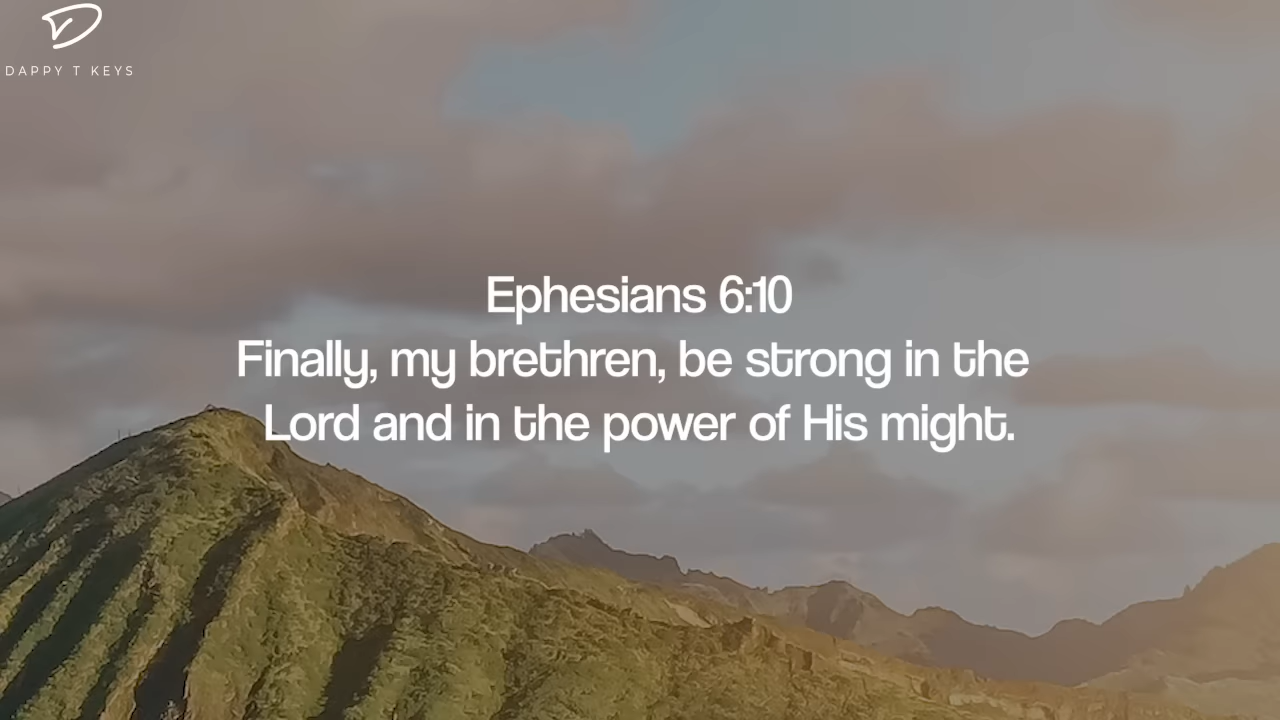 DAPPY T KEYS
Ephesians 6:10
Finally, my brethren, be strong in the
Lord and in the power of His might.